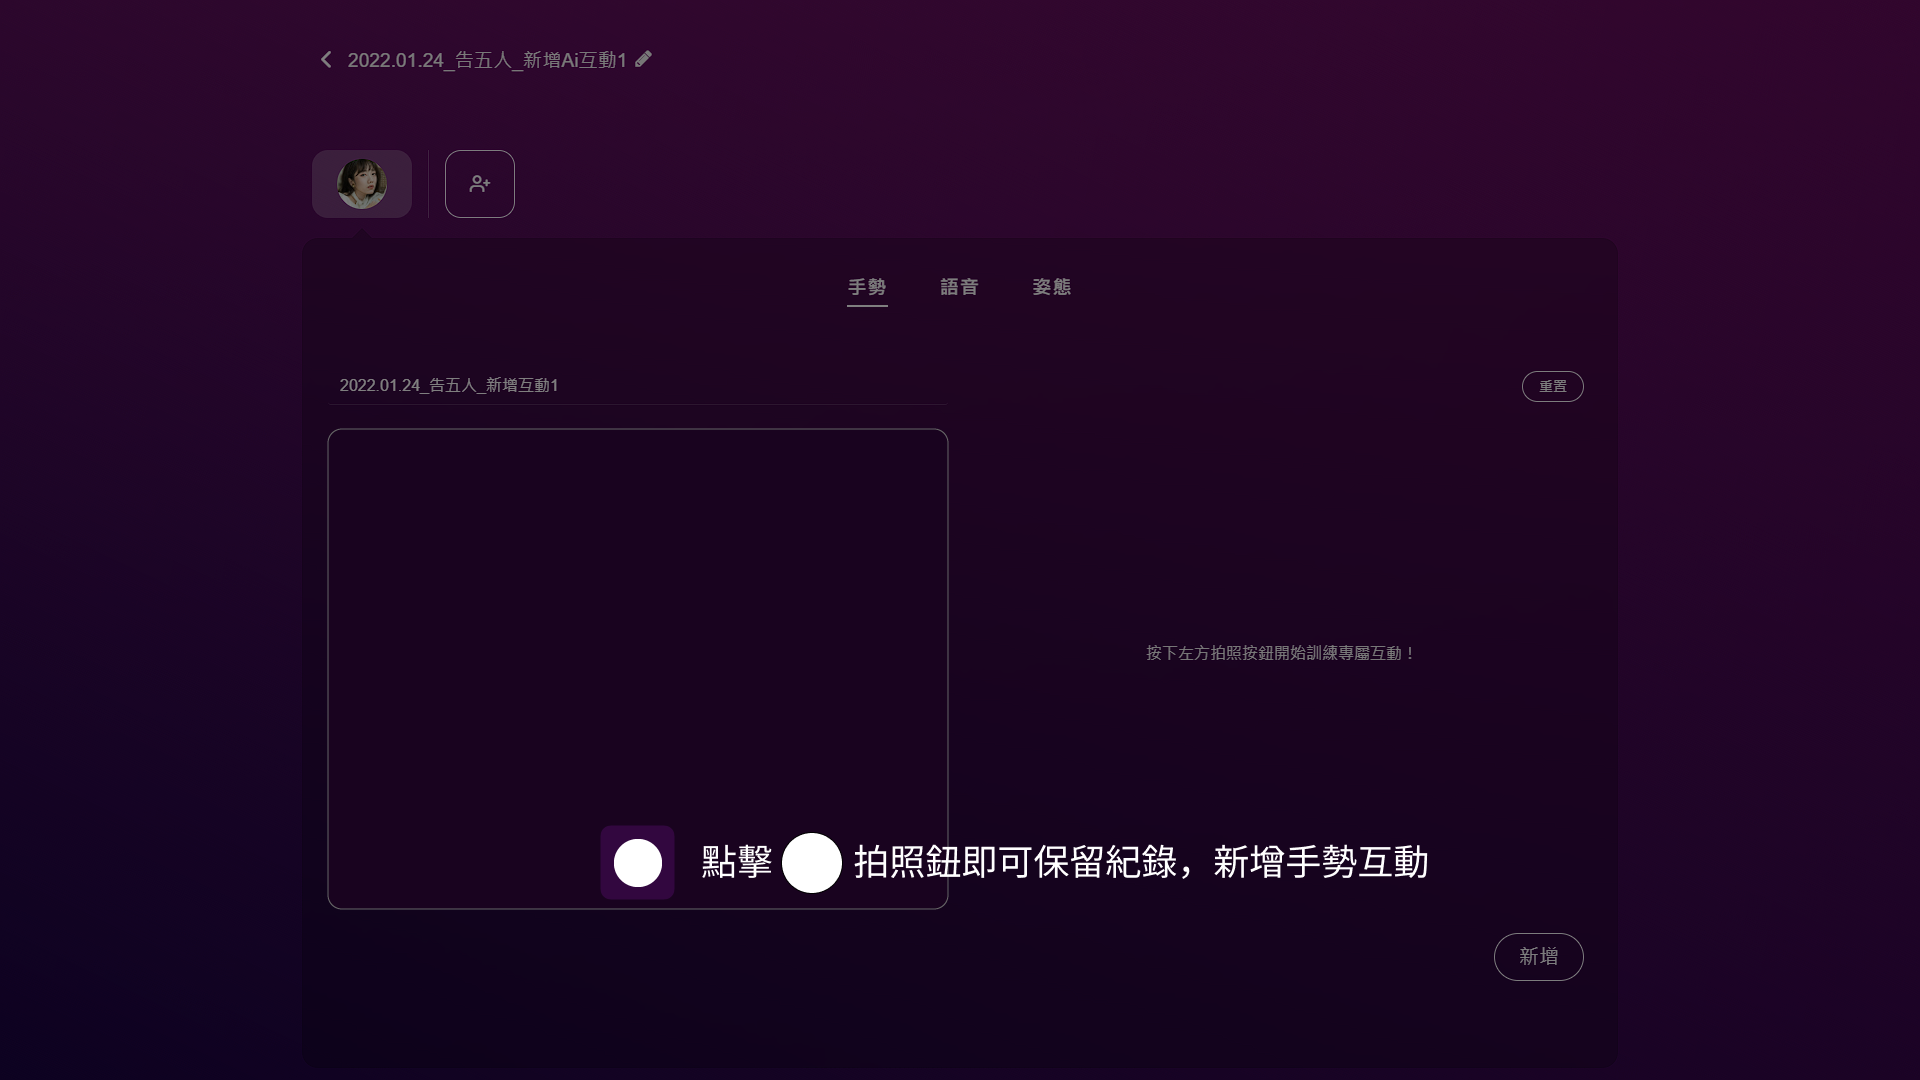 2022.01.24_告五人_新增Ai互動1
手勢
語音
姿態
2022.01.24_告五人_新增互動1
重置
按下左方拍照按鈕開始訓練專屬互動！
點擊 拍照鈕即可保留紀錄，新增手勢互動
新增